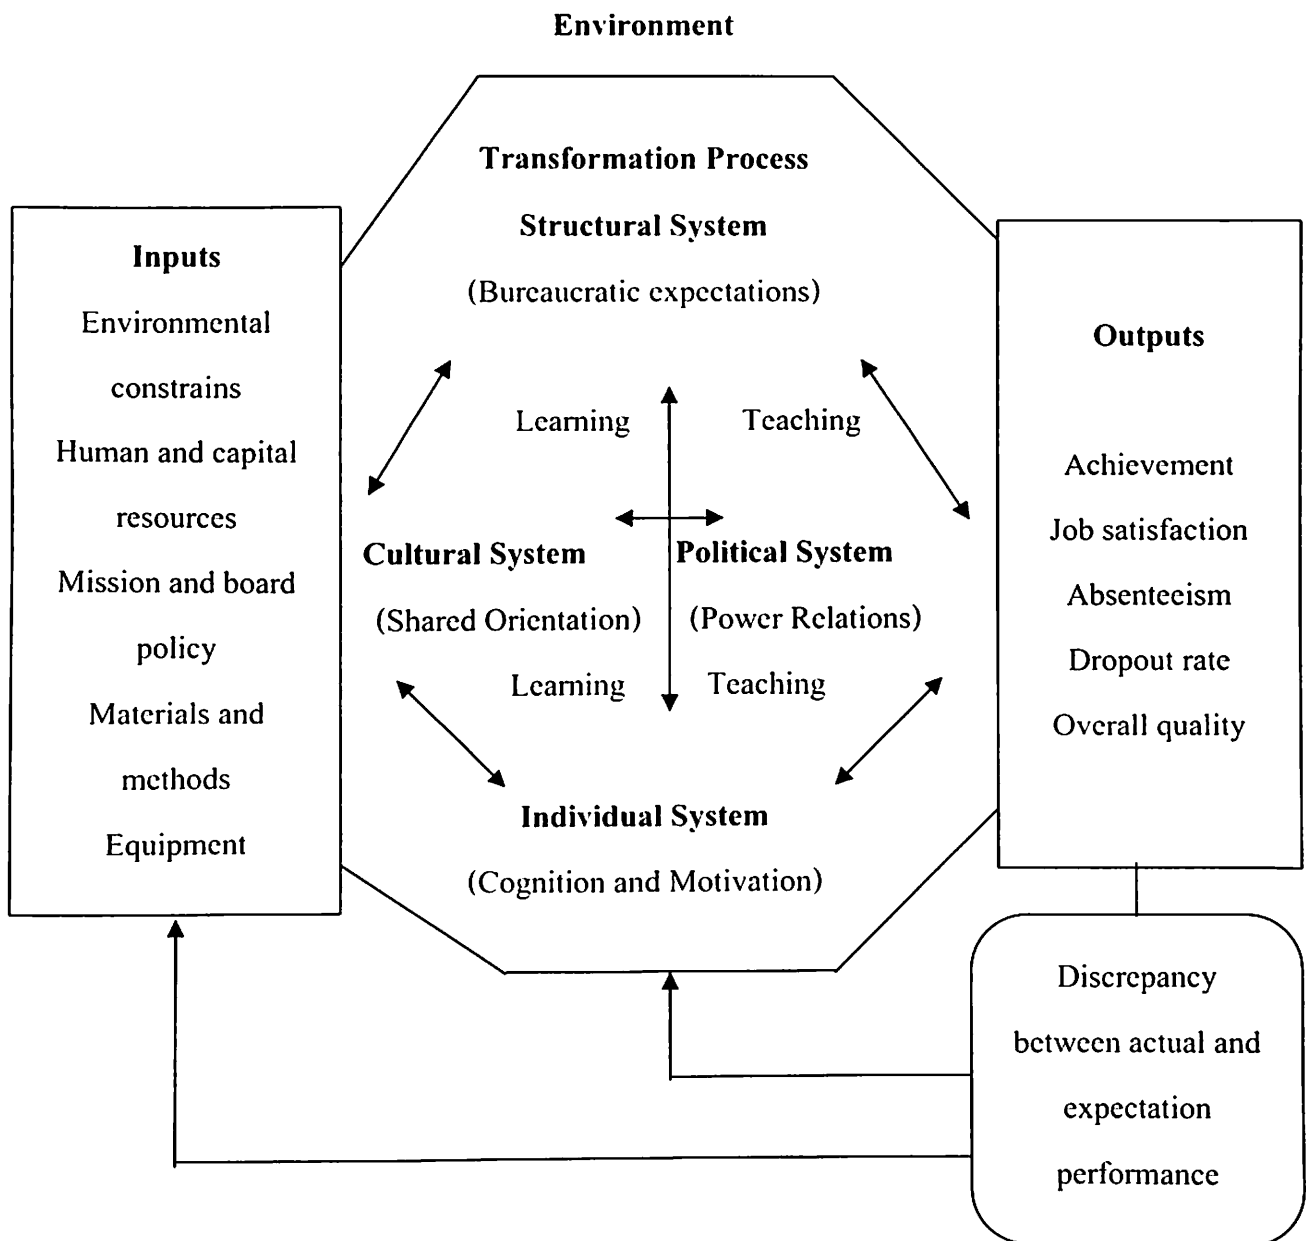 Environment
Transformation Process
Structural System
(Bureaucratic expectations)
Inputs
Environmental
constrains
Human and capital
resources
Mission and board
policy
Materials and
methods
Equipment
Learning
Teaching
Cultural System
Political System
(Shared Orientation)
(Power Relations)
Learning
Teaching
Individual System
(Cognition and Motivation)
Outputs
Achievement
Job satisfaction
Absenteeism
Dropout rate
Overall quality
Discrepancy
between actual and
expectation
performance